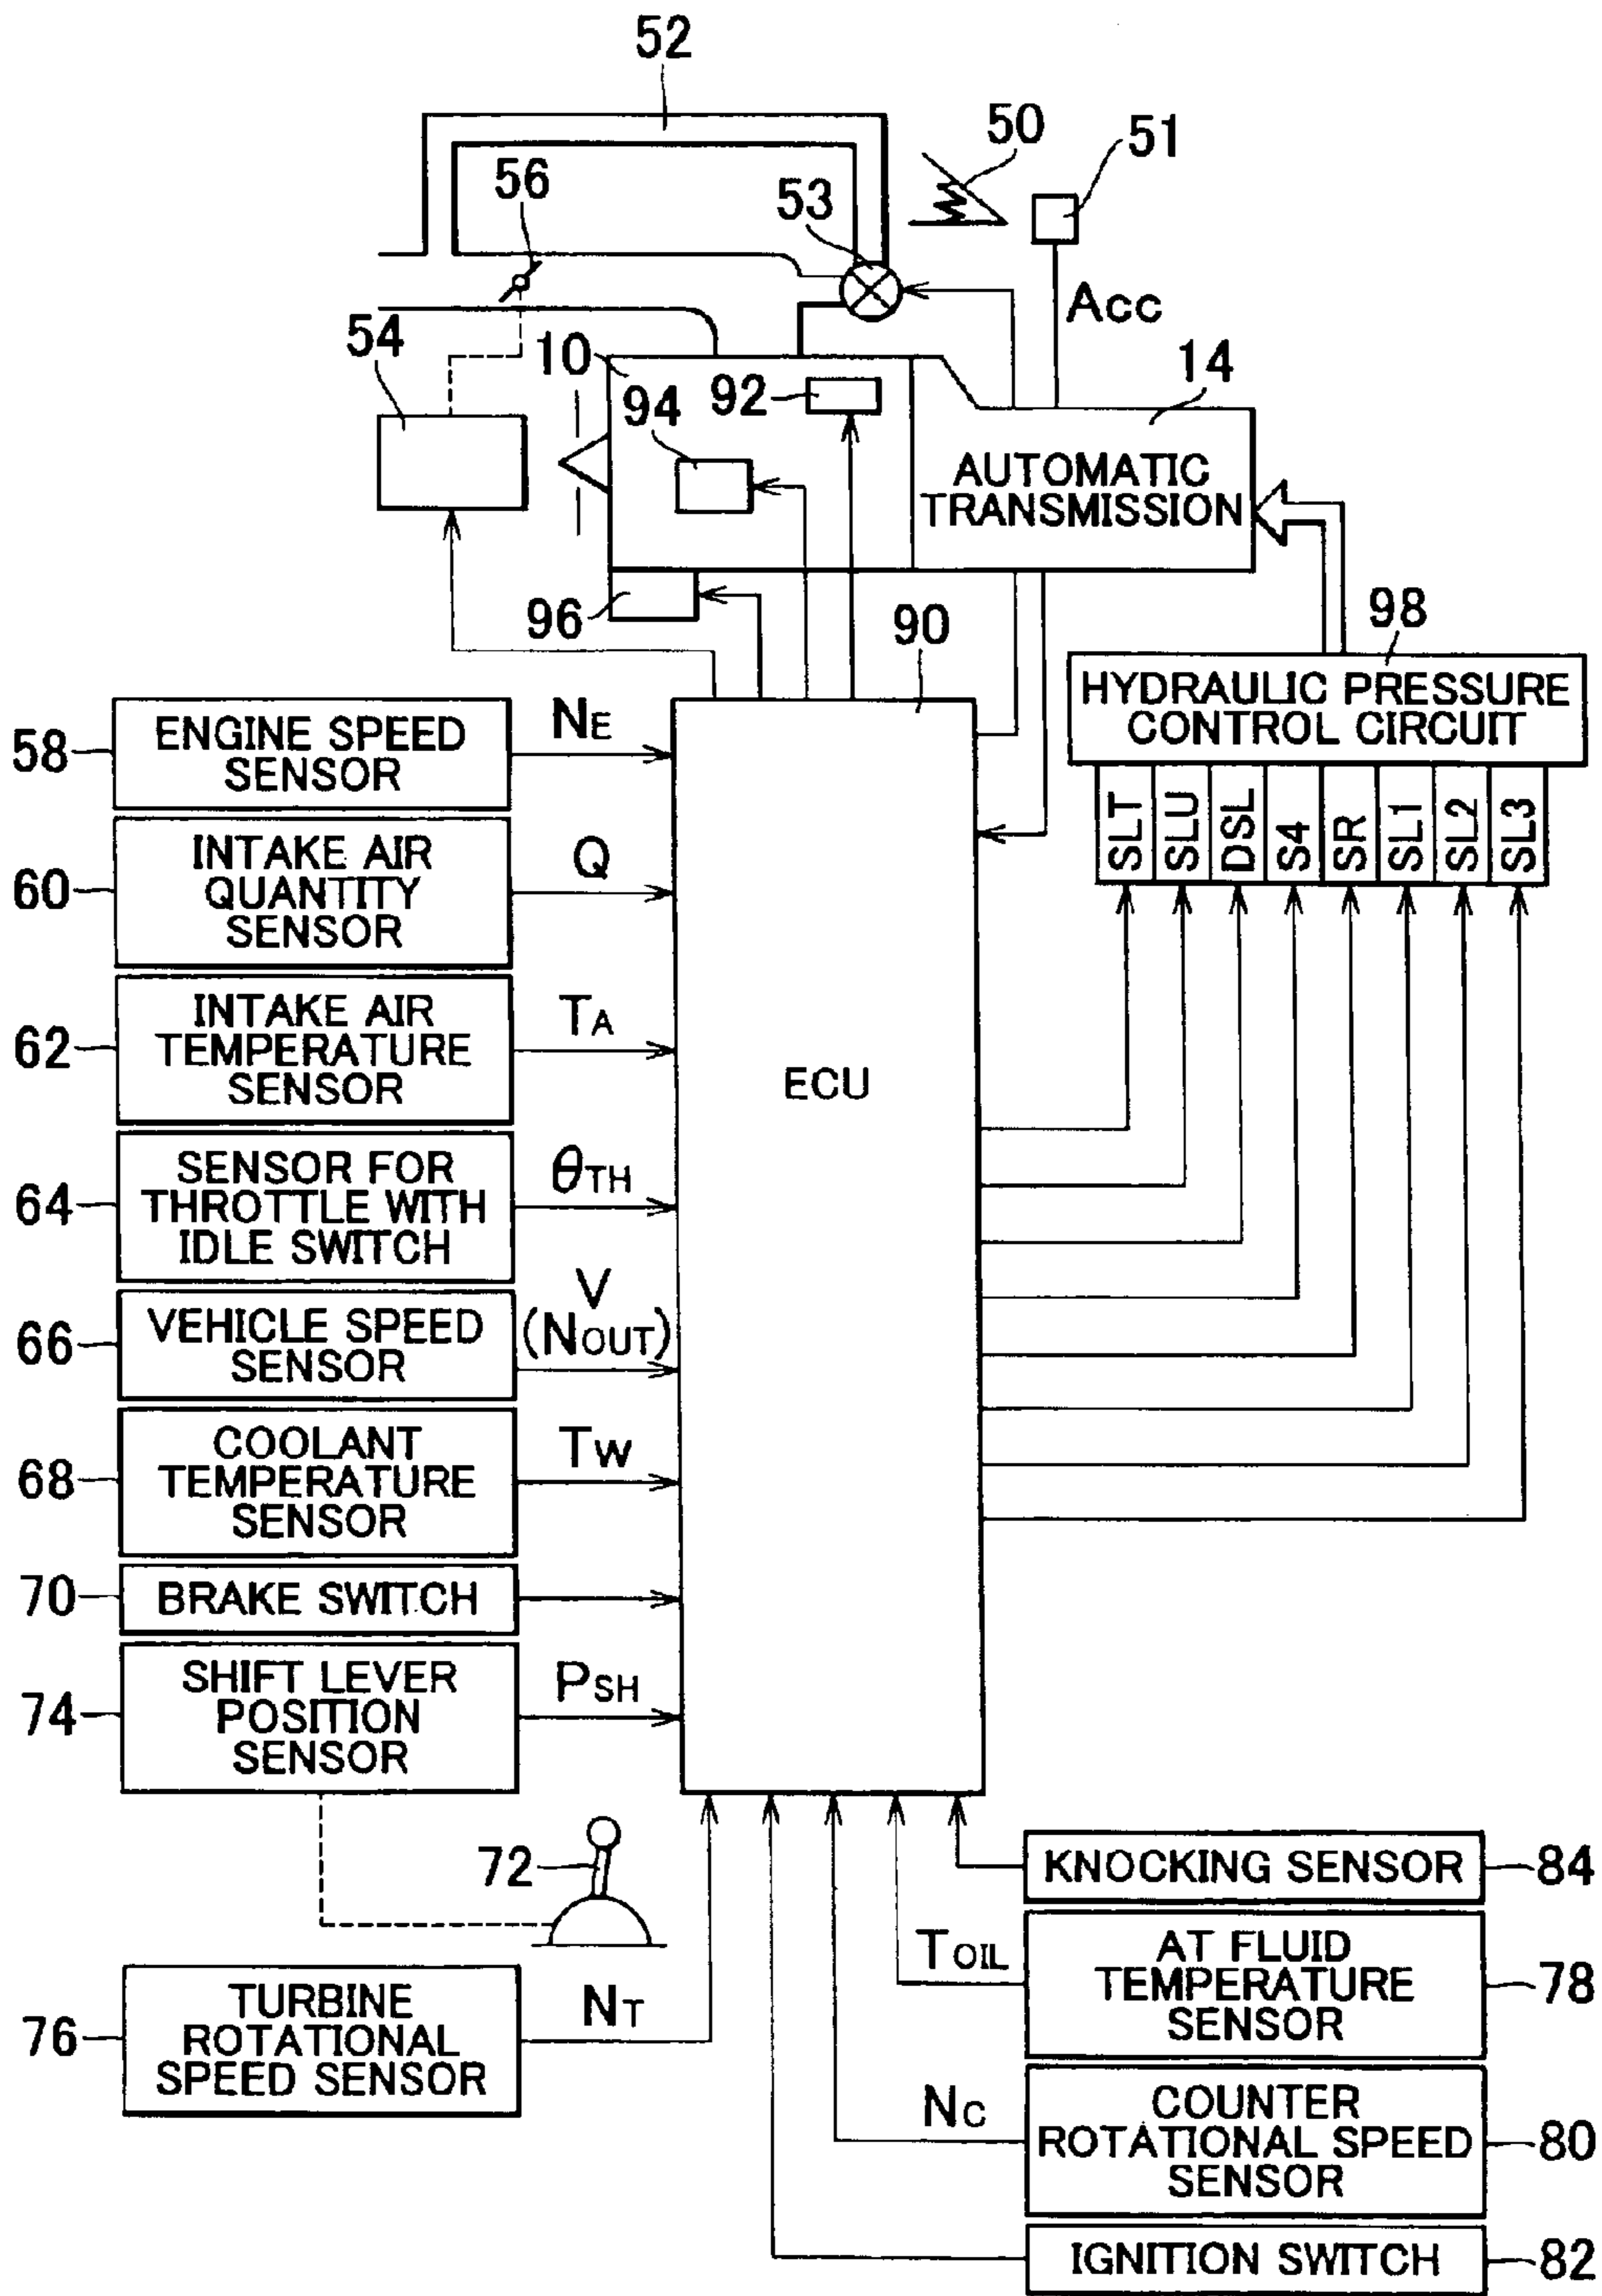 52
50
51
56
53
Acc
54
10
92
14
94
AUTOMATIC
TRANSMISSION
96
90
98
HYDRAULIC PRESSURE
CONTROL CIRCUIT
SLT
SLU
DSL
S4
SR
SL1
SL2
SL3
58
ENGINE SPEED
SENSOR
NE
60
INTAKE AIR
QUANTITY
SENSOR
Q
62
INTAKE AIR
TEMPERATURE
SENSOR
TA
ECU
64
SENSOR FOR
THROTTLE WITH
IDLE SWITCH
θTH
66
VEHICLE SPEED
SENSOR
V
(NOUT)
68
COOLANT
TEMPERATURE
SENSOR
TW
70
BRAKE SWITCH
74
SHIFT LEVER
POSITION
SENSOR
PSH
72
76
TURBINE
ROTATIONAL
SPEED SENSOR
NT
KNOCKING SENSOR
84
TOIL
AT FLUID
TEMPERATURE
SENSOR
78
NC
COUNTER
ROTATIONAL SPEED
SENSOR
80
IGNITION SWITCH
82